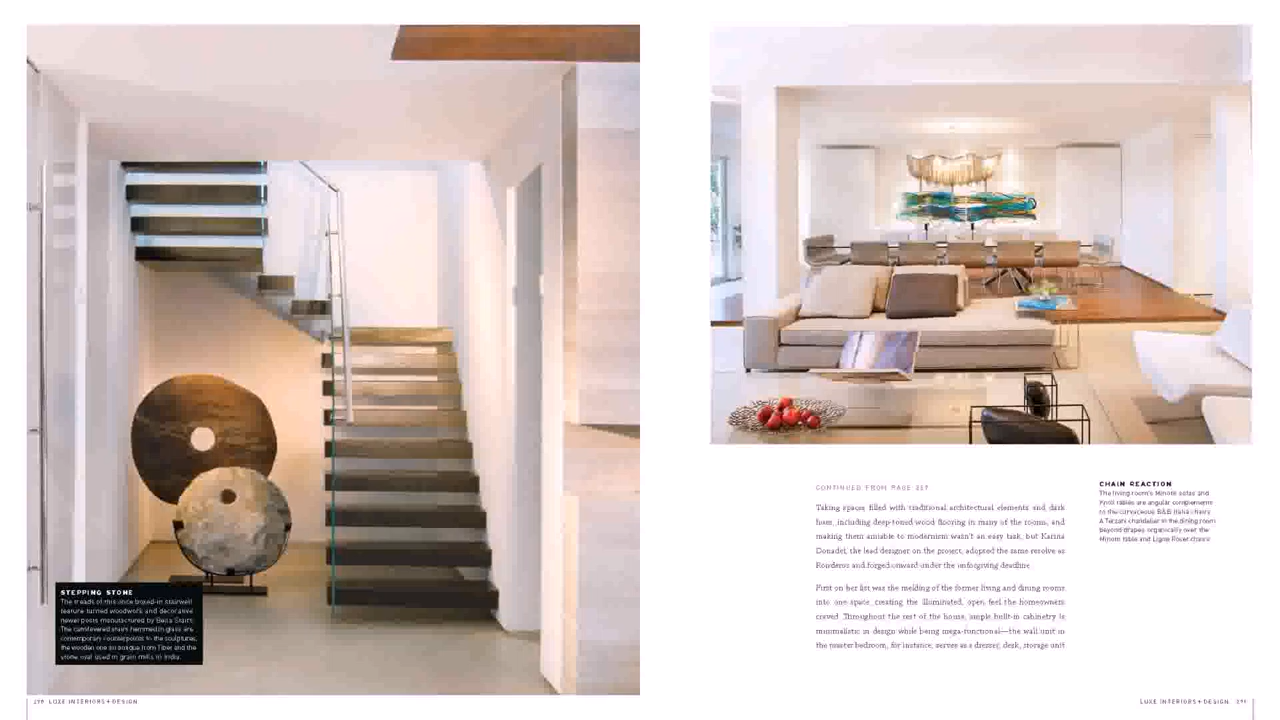 STEPPING STONE
The treads of this once boxed-in stairwell
feature turned woodwork and decorative
newel posts manufactured by Bella Stairs.
The cantilevered stairs hemmed in glass are
contemporary counterpoints to the sculptures,
the wooden one an antique from Tibet and the
stone oval used in grain mills in India.
LUXE INTERIORS+DESIGN
CONTINUED FROM PAGE 237
Taking spaces filled with traditional architectural elements and dark
hues, including deep-toned wood flooring in many of the rooms, and
making them amiable to modernism wasn't an easy task, but Karina
Donadel, the lead designer on the project, adopted the same resolve as
Ronderos and forged onward under the unforgiving deadline.
First on her list was the melding of the former living and dining rooms
into one space, creating the illuminated, open feel the homeowners
craved. Throughout the rest of the house, ample built-in cabinetry is
minimalistic in design while being mega-functional—the wall unit in
the master bedroom, for instance, serves as a dresser, desk, storage unit
CHAIN REACTION
The living room's Minotti sofas and
Knoll tables are angular complements
to the curvaceous B&B Italia chairs.
A Terzani chandelier in the dining room
beyond drapes organically over the
Minotti table and Ligne Roset chairs.
LUXE INTERIORS+DESIGN